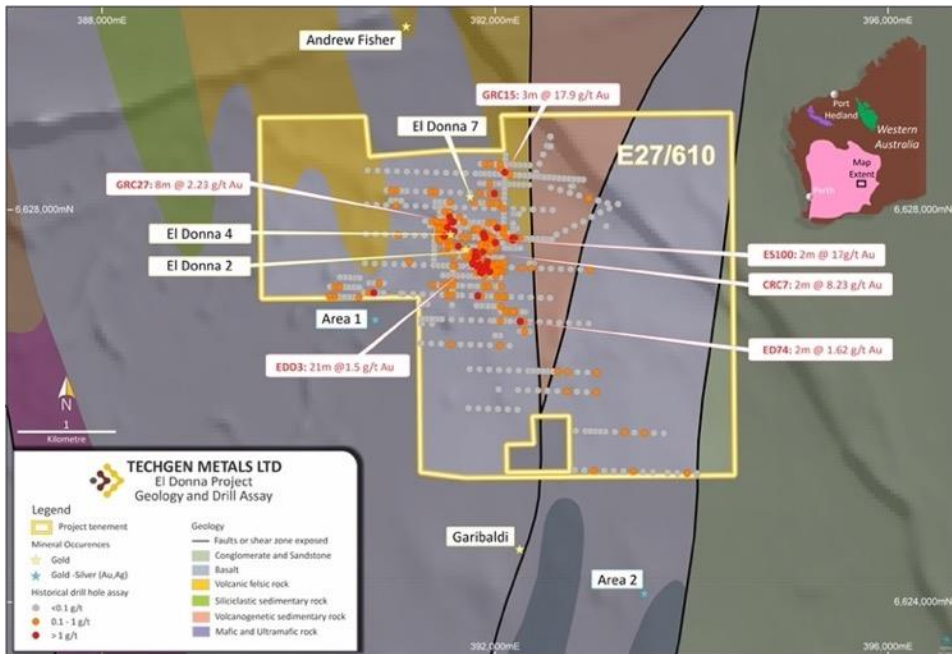 388,000mE
392,000mE
396,000mE
Andrew Fisher
GRC15: 3m @ 17.9 g/t Au
El Donna 7
E27/610
Port
Hedland
Western
Australia
Map
Extent
Perth
GRC27: 8m @ 2.23 g/t Au
6,628,000mN
6,628,000mN
El Donna 4
El Donna 2
ES100: 2m @ 17g/t Au
CRC7: 2m @ 8.23 g/t Au
Area 1
ED74: 2m @ 1.62 g/t Au
EDD3: 21m @1.5 g/t Au
N
1
Kilometre
TECHGEN METALS LTD
El Donna Project
Geology and Drill Assay
Legend
Project tenement
Mineral Occurences
Gold
Gold -Silver (Au,Ag)
Historical drill hole assay
<0.1 g/t
0.1 - 1 g/t
> 1 g/t
Geology
Faults or shear zone exposed
Conglomerate and Sandstone
Basalt
Volcanic felsic rock
Siliciclastic sedimentary rock
Volcanogenetic sedimentary rock
Mafic and Ultramafic rock
Garibaldi
Area 2
6,624,000mN
392,000mE
396,000mE